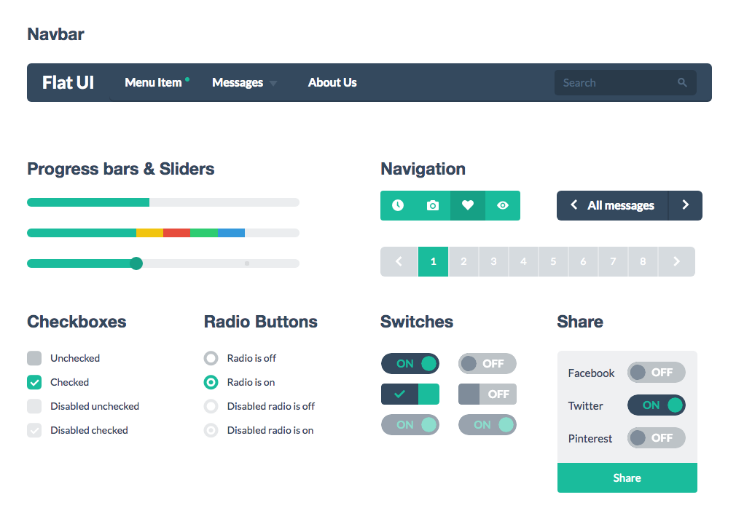 Navbar
Flat UI Menu Item Messages About Us Search
Progress bars & Sliders
Navigation
All messages
1 2 3 4 5 6 7 8
Checkboxes
Unchecked
Checked
Disabled unchecked
Disabled checked
Radio Buttons
Radio is off
Radio is on
Disabled radio is off
Disabled radio is on
Switches
ON OFF
OFF
ON ON
Share
Facebook OFF
Twitter ON
Pinterest OFF
Share